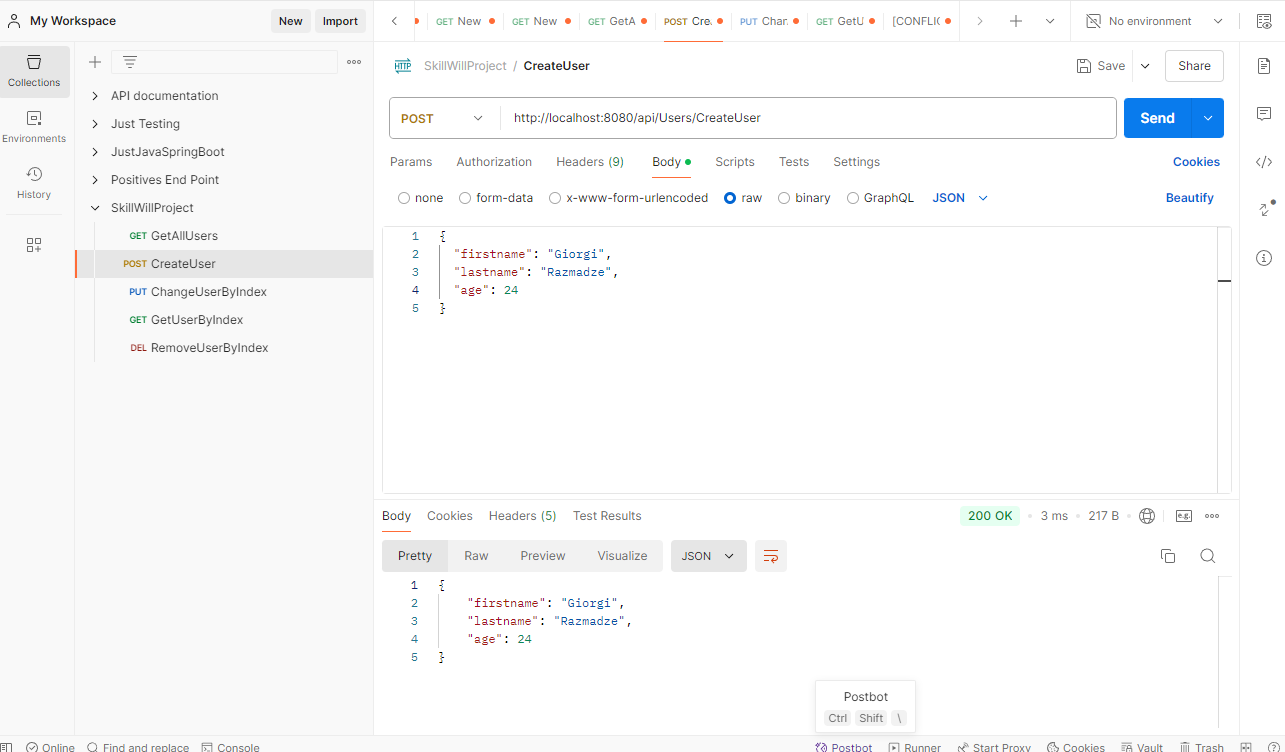 My Workspace New Import GET New GET New GET GetA POST Cre PUT Chan GET GetU [CONFLIC No environment
Collections
Environments
History
API documentation
Just Testing
JustJavaSpringBoot
Positives End Point
SkillWillProject
GET GetAllUsers
POST CreateUser
PUT ChangeUserByIndex
GET GetUserByIndex
DEL RemoveUserByIndex
HTTP SkillWillProject / CreateUser Save Share
POST http://localhost:8080/api/Users/CreateUser Send
Params Authorization Headers (9) Body Scripts Tests Settings Cookies
none form-data x-www-form-urlencoded raw binary GraphQL JSON Beautify
1 {
2 "firstname": "Giorgi",
3 "lastname": "Razmadze",
4 "age": 24
5 }
Body Cookies Headers (5) Test Results 200 OK 3 ms 217 B e.g.
Pretty Raw Preview Visualize JSON
1 {
2 "firstname": "Giorgi",
3 "lastname": "Razmadze",
4 "age": 24
5 }
Postbot
Ctrl Shift \
Online Find and replace Console Postbot Runner Start Proxy Cookies Vault Trash